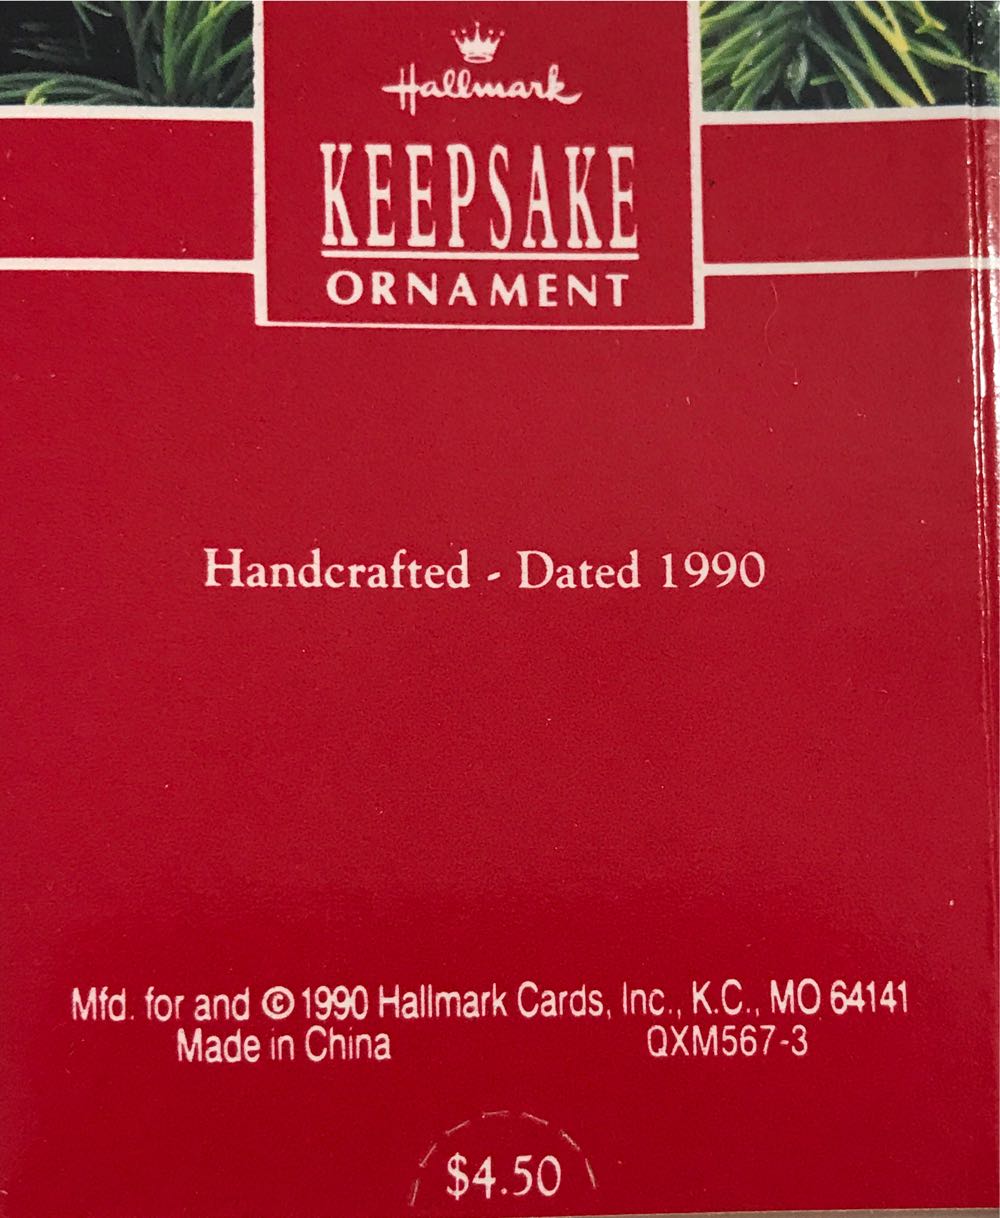 Hallmark
KEEPSAKE
ORNAMENT
Handcrafted - Dated 1990
Mfd. for and © 1990 Hallmark Cards, Inc., K.C., MO 64141
Made in China QXM567-3
$4.50